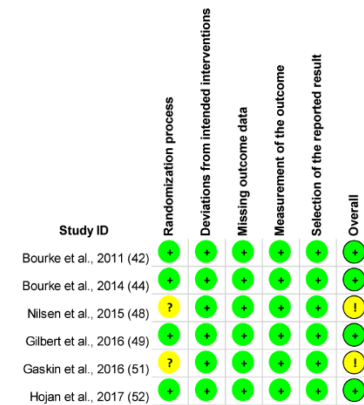 Randomization process
Deviations from intended interventions
Missing outcome data
Measurement of the outcome
Selection of the reported result
Overall
Study ID
Bourke et al., 2011 (42) + + + + + +
Bourke et al., 2014 (44) + + + + + +
Nilsen et al., 2015 (48) ? + + + + !
Gilbert et al., 2016 (49) + + + + + +
Gaskin et al., 2016 (51) ? + + + + !
Hojan et al., 2017 (52) + + + + + +